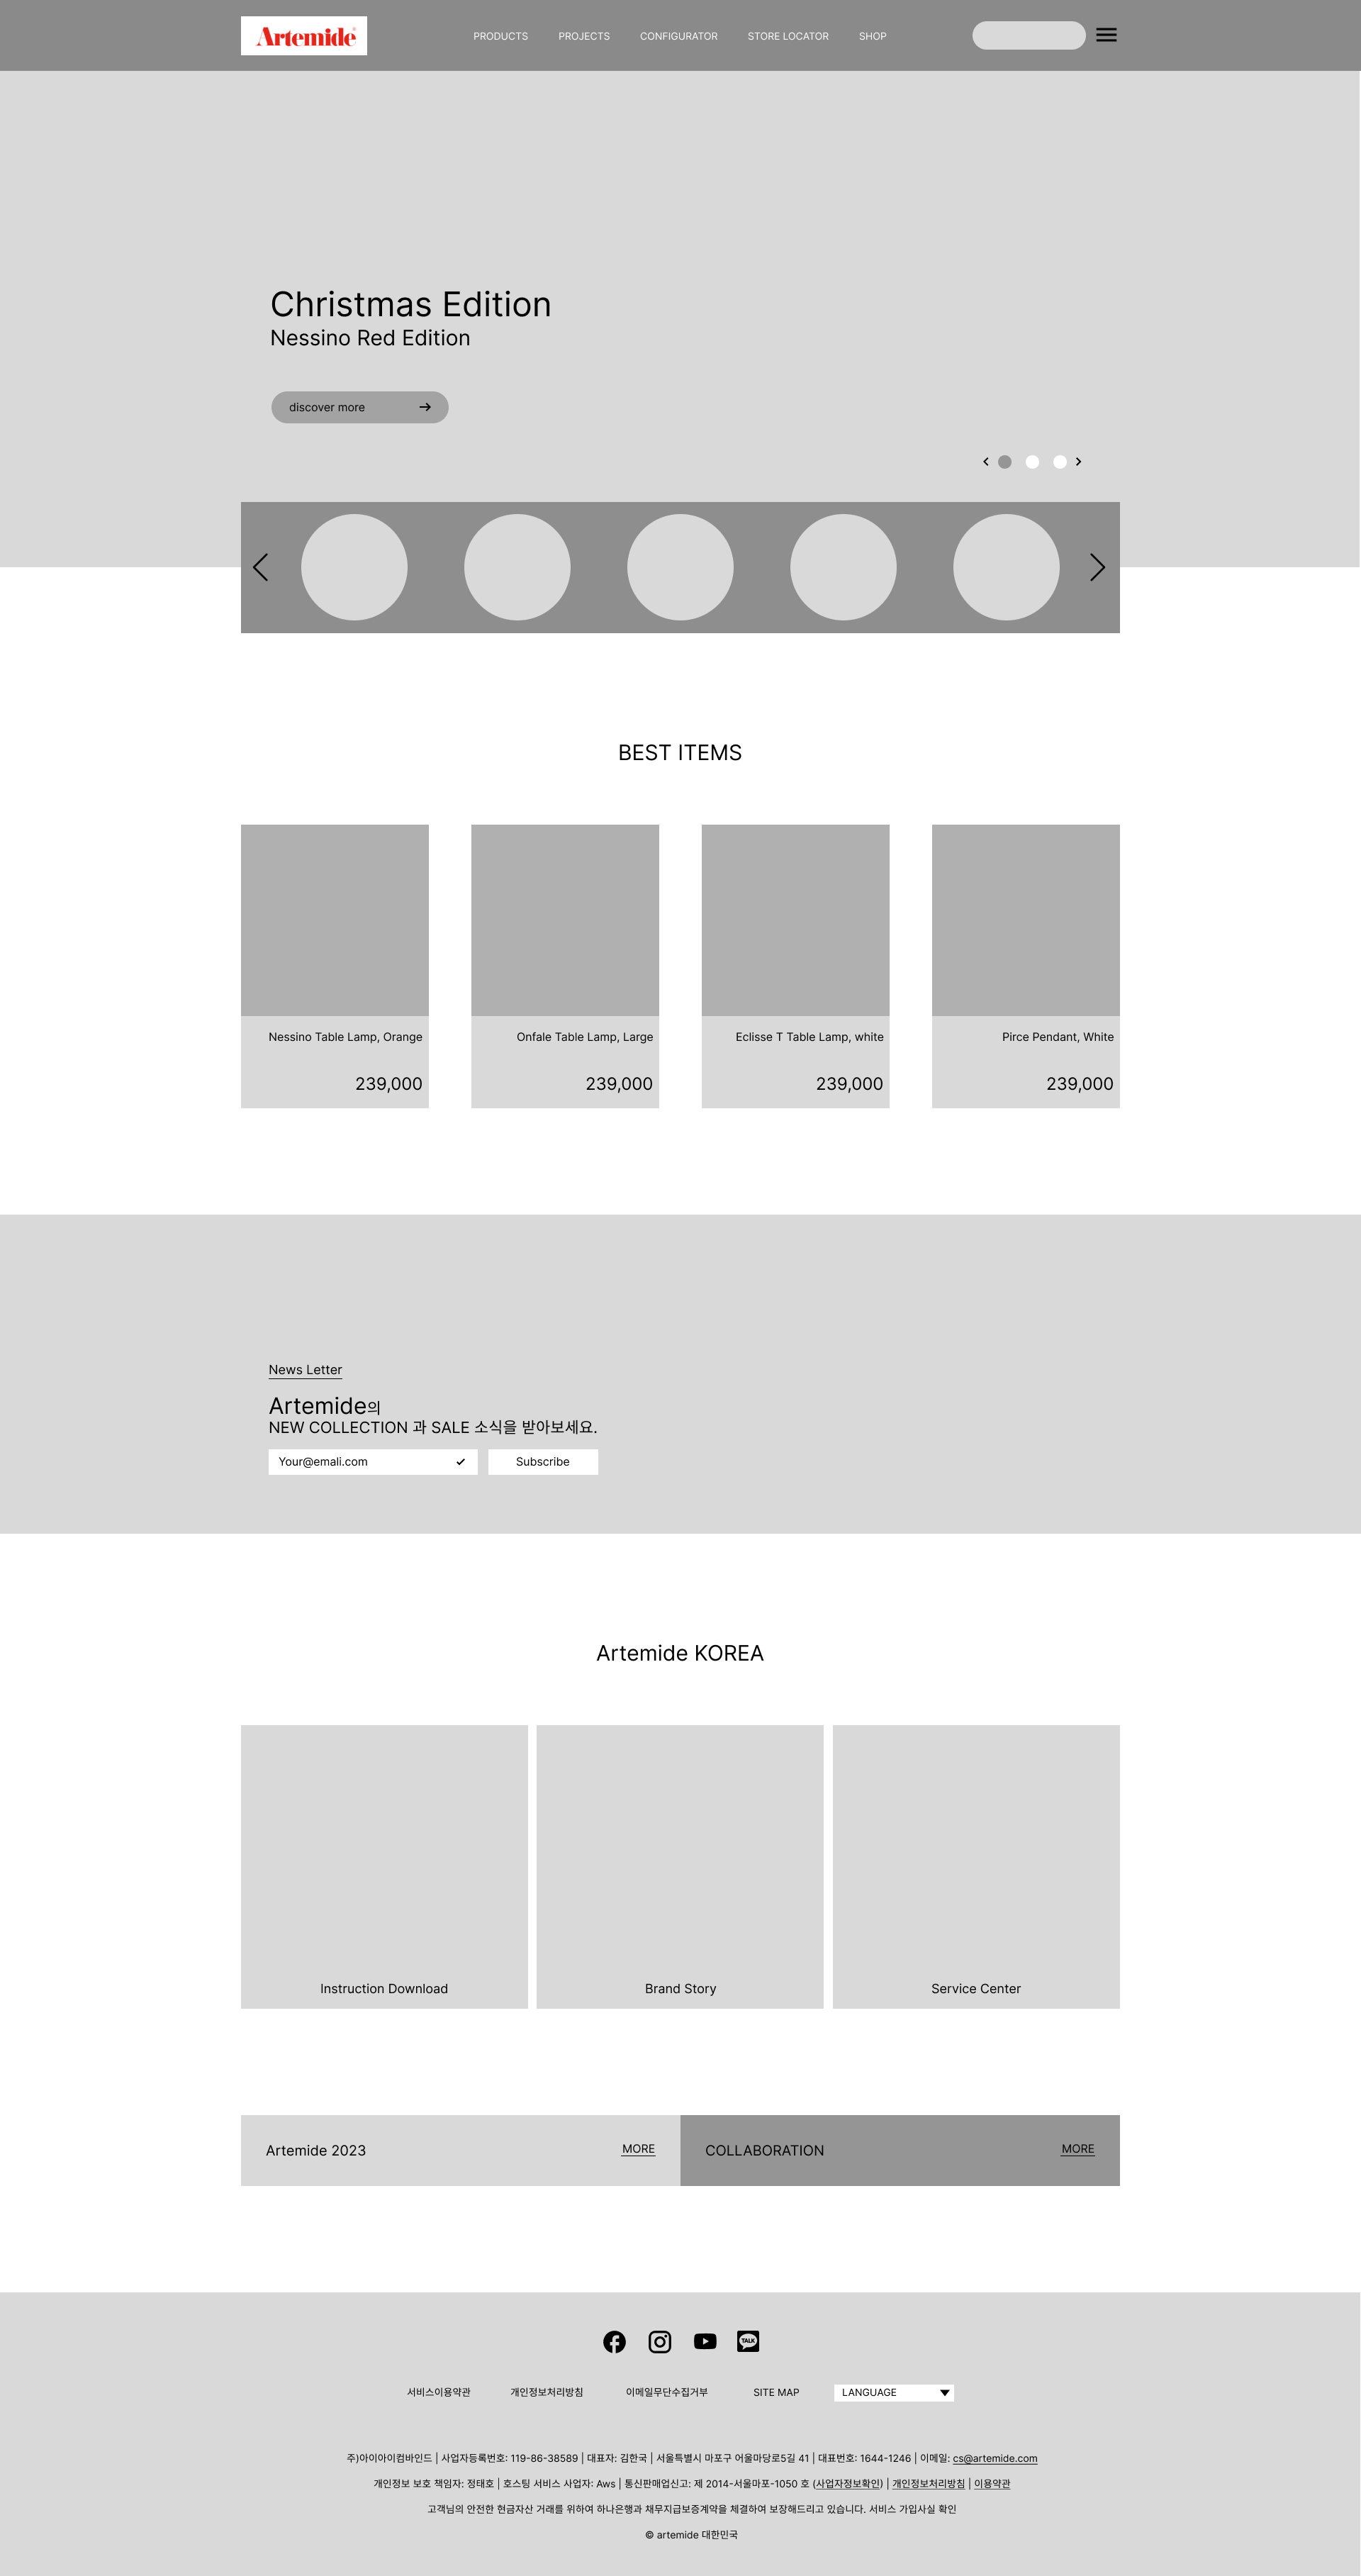 Artemide®
PRODUCTS PROJECTS CONFIGURATOR STORE LOCATOR SHOP
Christmas Edition
Nessino Red Edition
discover more
BEST ITEMS
Nessino Table Lamp, Orange
239,000
Onfale Table Lamp, Large
239,000
Eclisse T Table Lamp, white
239,000
Pirce Pendant, White
239,000
News Letter
Artemide의
NEW COLLECTION 과 SALE 소식을 받아보세요.
Your@emali.com
Subscribe
Artemide KOREA
Instruction Download
Brand Story
Service Center
Artemide 2023 MORE
COLLABORATION MORE
TALK
서비스이용약관 개인정보처리방침 이메일무단수집거부 SITE MAP LANGUAGE
주)아이아이컴바인드 | 사업자등록번호: 119-86-38589 | 대표자: 김한국 | 서울특별시 마포구 어울마당로5길 41 | 대표번호: 1644-1246 | 이메일: cs@artemide.com
개인정보 보호 책임자: 정태호 | 호스팅 서비스 사업자: Aws | 통신판매업신고: 제 2014-서울마포-1050 호 (사업자정보확인) | 개인정보처리방침 | 이용약관
고객님의 안전한 현금자산 거래를 위하여 하나은행과 채무지급보증계약을 체결하여 보장해드리고 있습니다. 서비스 가입사실 확인
© artemide 대한민국